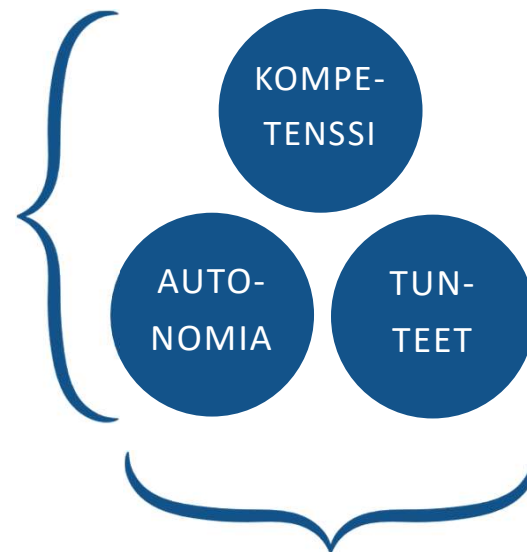 KOMPE-
TENSSI
AUTO-
NOMIA
TUN-
TEET